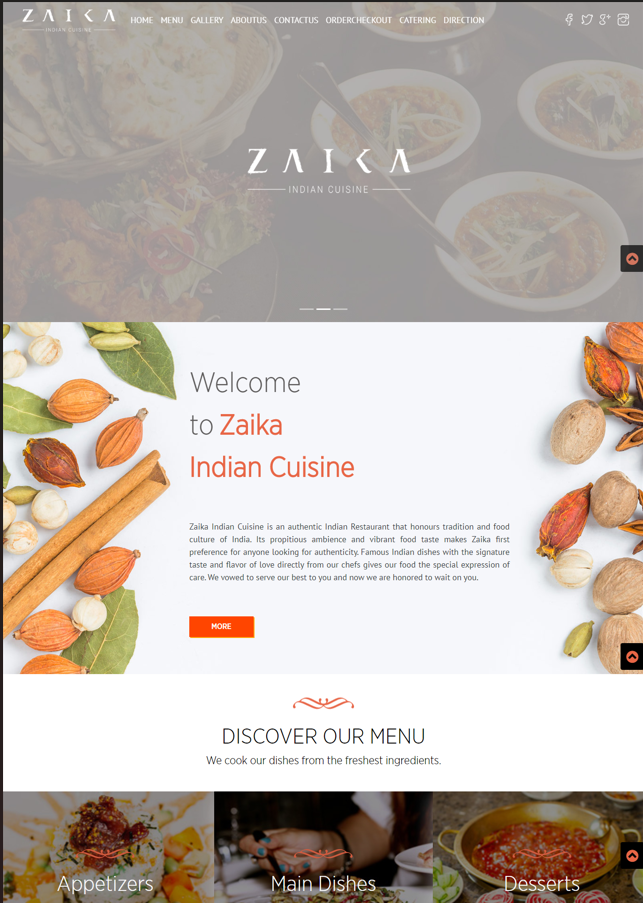 ZAIKA
INDIAN CUISINE
HOME MENU GALLERY ABOUTUS CONTACTUS ORDERCHECKOUT CATERING DIRECTION
ZAIKA
INDIAN CUISINE
Welcome
to Zaika
Indian Cuisine
Zaika Indian Cuisine is an authentic Indian Restaurant that honours tradition and food
culture of India. Its propitious ambience and vibrant food taste makes Zaika first
preference for anyone looking for authenticity. Famous Indian dishes with the signature
taste and flavor of love directly from our chefs gives our food the special expression of
care. We vowed to serve our best to you and now we are honored to wait on you.
MORE
DISCOVER OUR MENU
We cook our dishes from the freshest ingredients.
Appetizers
Main Dishes
Desserts